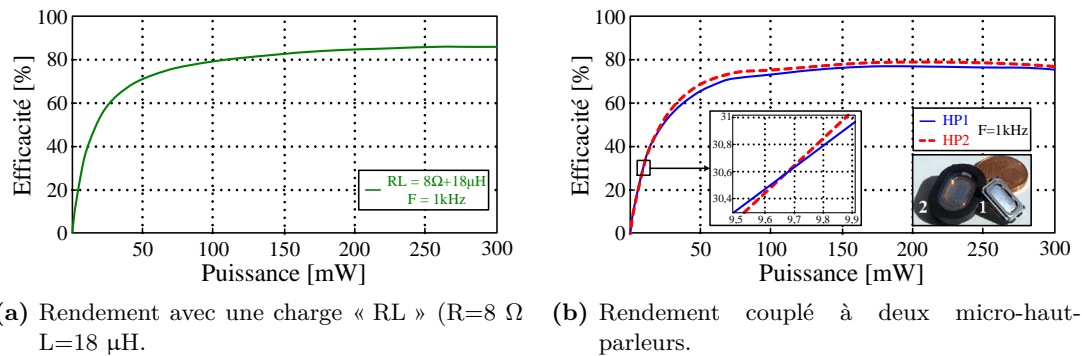 100
80
60
40
20
0
Efficacité [%]
50
100
150
200
250
300
Puissance [mW]
RL = 8Ω+18µH
F = 1kHz
100
80
60
40
20
0
Efficacité [%]
50
100
150
200
250
300
Puissance [mW]
31
30,8
30,6
30,4
9,5
9,6
9,7
9,8
9,9
HP1
HP2
F=1kHz
2
1
a) Rendement avec une charge « RL » (R=8 Ω
L=18 µH.
(b) Rendement couplé à deux micro-haut-
parleurs.